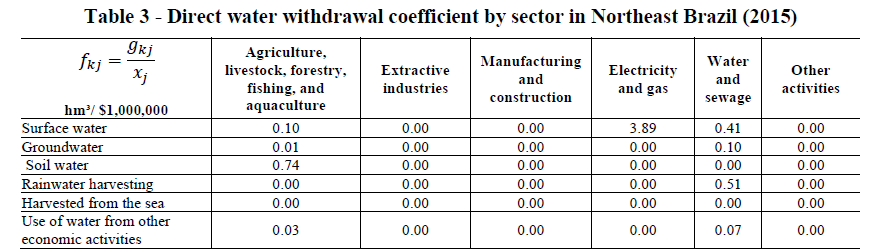 Table 3 - Direct water withdrawal coefficient by sector in Northeast Brazil (2015)
f_kj = g_kj / x_j
hm³/ $1,000,000
Agriculture,
livestock, forestry,
fishing, and
aquaculture
Extractive
industries
Manufacturing
and
construction
Electricity
and gas
Water
and
sewage
Other
activities
Surface water 0.10 0.00 0.00 3.89 0.41 0.00
Groundwater 0.01 0.00 0.00 0.00 0.10 0.00
Soil water 0.74 0.00 0.00 0.00 0.00 0.00
Rainwater harvesting 0.00 0.00 0.00 0.00 0.51 0.00
Harvested from the sea 0.00 0.00 0.00 0.00 0.00 0.00
Use of water from other
economic activities 0.03 0.00 0.00 0.00 0.07 0.00